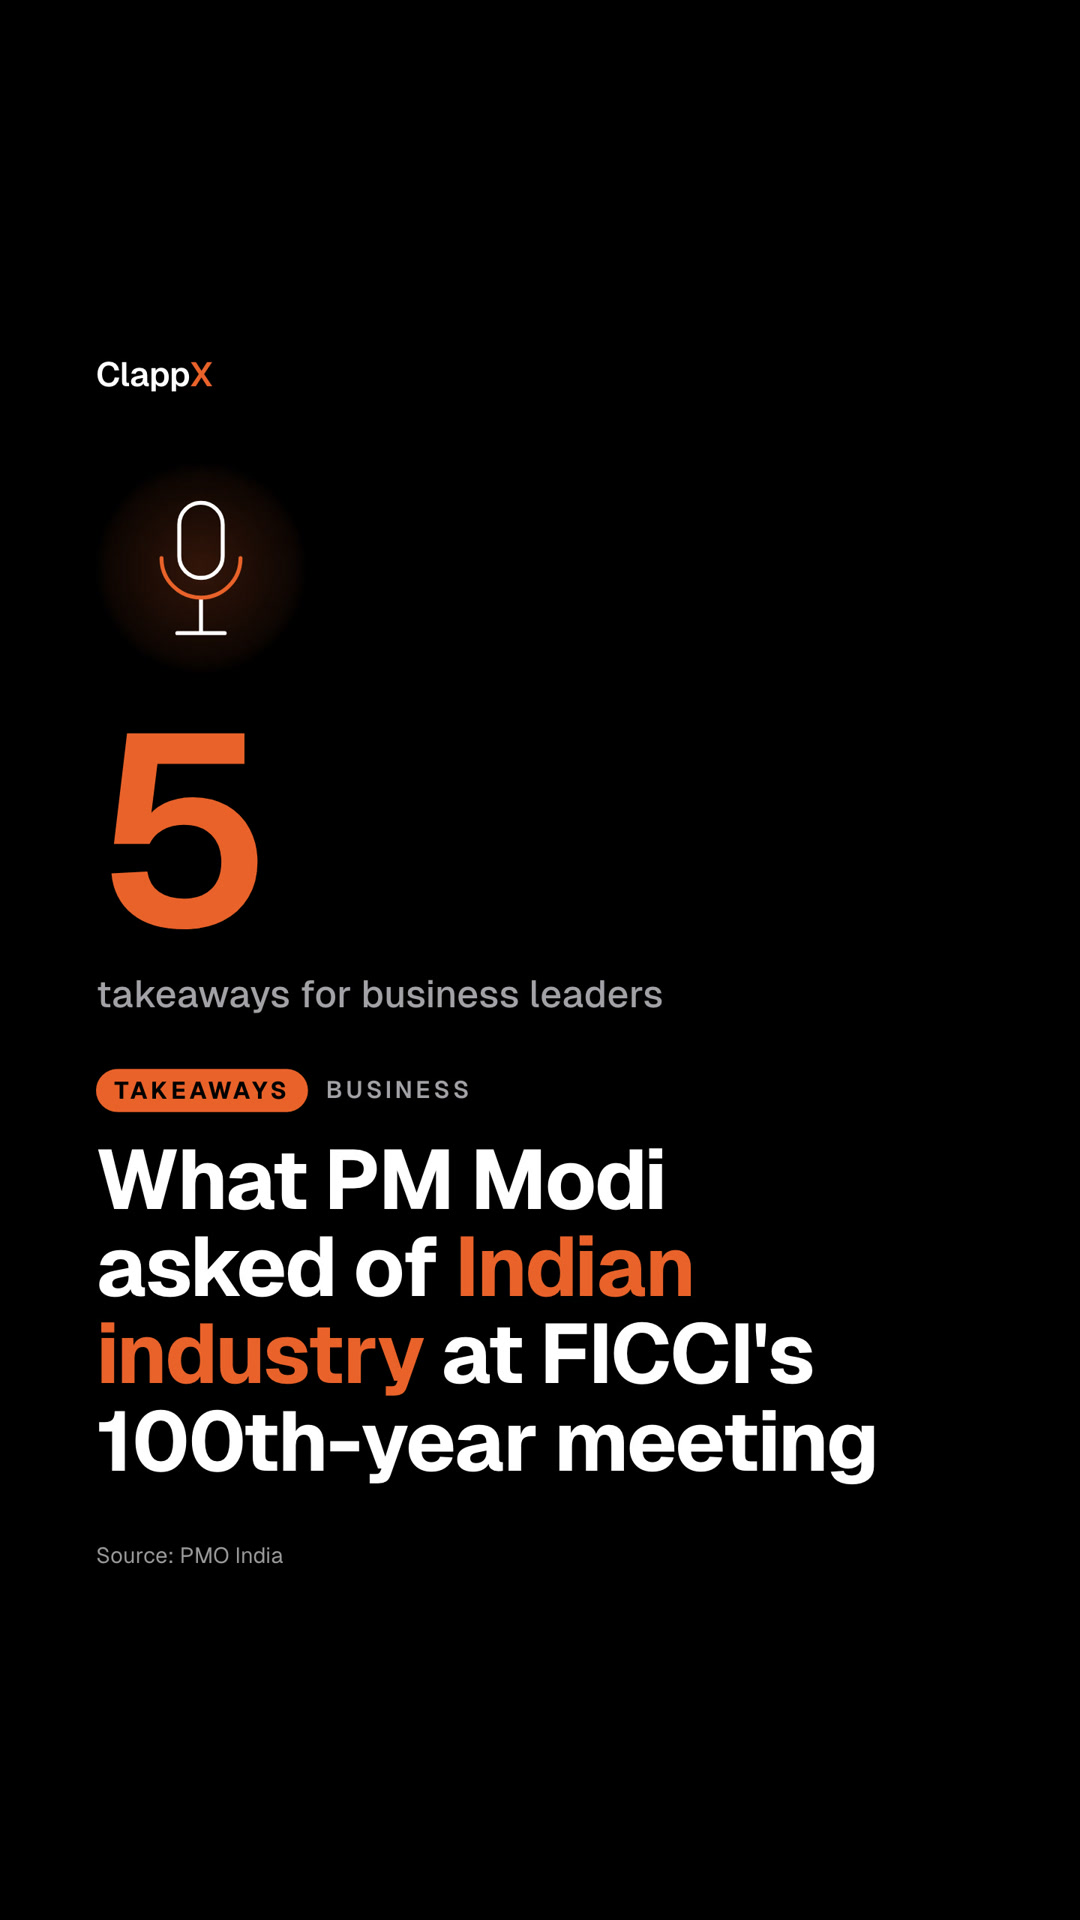 ClappX
5
takeaways for business leaders
TAKEAWAYS BUSINESS
What PM Modi
asked of Indian
industry at FICCI's
100th-year meeting
Source: PMO India